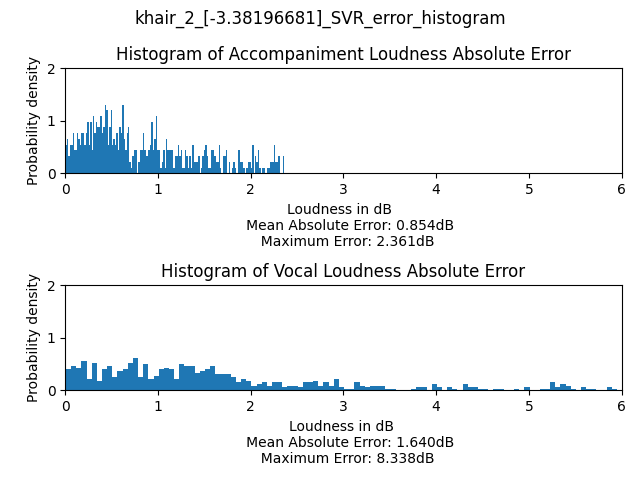 khair_2_[-3.38196681]_SVR_error_histogram
Histogram of Accompaniment Loudness Absolute Error
Probability density
2
1
0
0 1 2 3 4 5 6
Loudness in dB
Mean Absolute Error: 0.854dB
Maximum Error: 2.361dB
Histogram of Vocal Loudness Absolute Error
Probability density
2
1
0
0 1 2 3 4 5 6
Loudness in dB
Mean Absolute Error: 1.640dB
Maximum Error: 8.338dB